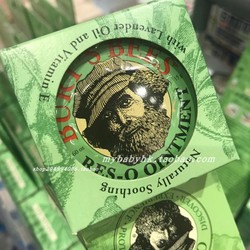 with Lavender Oil and Vitamin E
BURT'S BEES
RES-Q OINTMENT
Naturally Soothing
mybabyhk.taobao.com